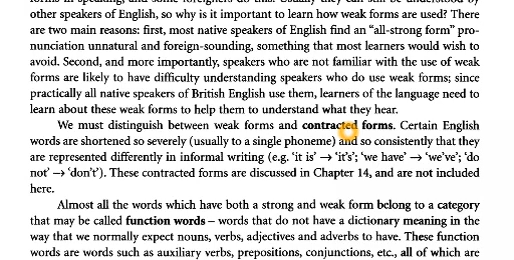 other speakers of English, so why is it important to learn how weak forms are used? There
are two main reasons: first, most native speakers of English find an “all-strong form” pro-
nunciation unnatural and foreign-sounding, something that most learners would wish to
avoid. Second, and more importantly, speakers who are not familiar with the use of weak
forms are likely to have difficulty understanding speakers who do use weak forms; since
practically all native speakers of British English use them, learners of the language need to
learn about these weak forms to help them to understand what they hear.
We must distinguish between weak forms and contracted forms. Certain English
words are shortened so severely (usually to a single phoneme) and so consistently that they
are represented differently in informal writing (e.g. ‘it is’ → ‘it’s’; ‘we have’ → ‘we’ve’; ‘do
not’ → ‘don’t’). These contracted forms are discussed in Chapter 14, and are not included
here.
Almost all the words which have both a strong and weak form belong to a category
that may be called function words – words that do not have a dictionary meaning in the
way that we normally expect nouns, verbs, adjectives and adverbs to have. These function
words are words such as auxiliary verbs, prepositions, conjunctions, etc., all of which are